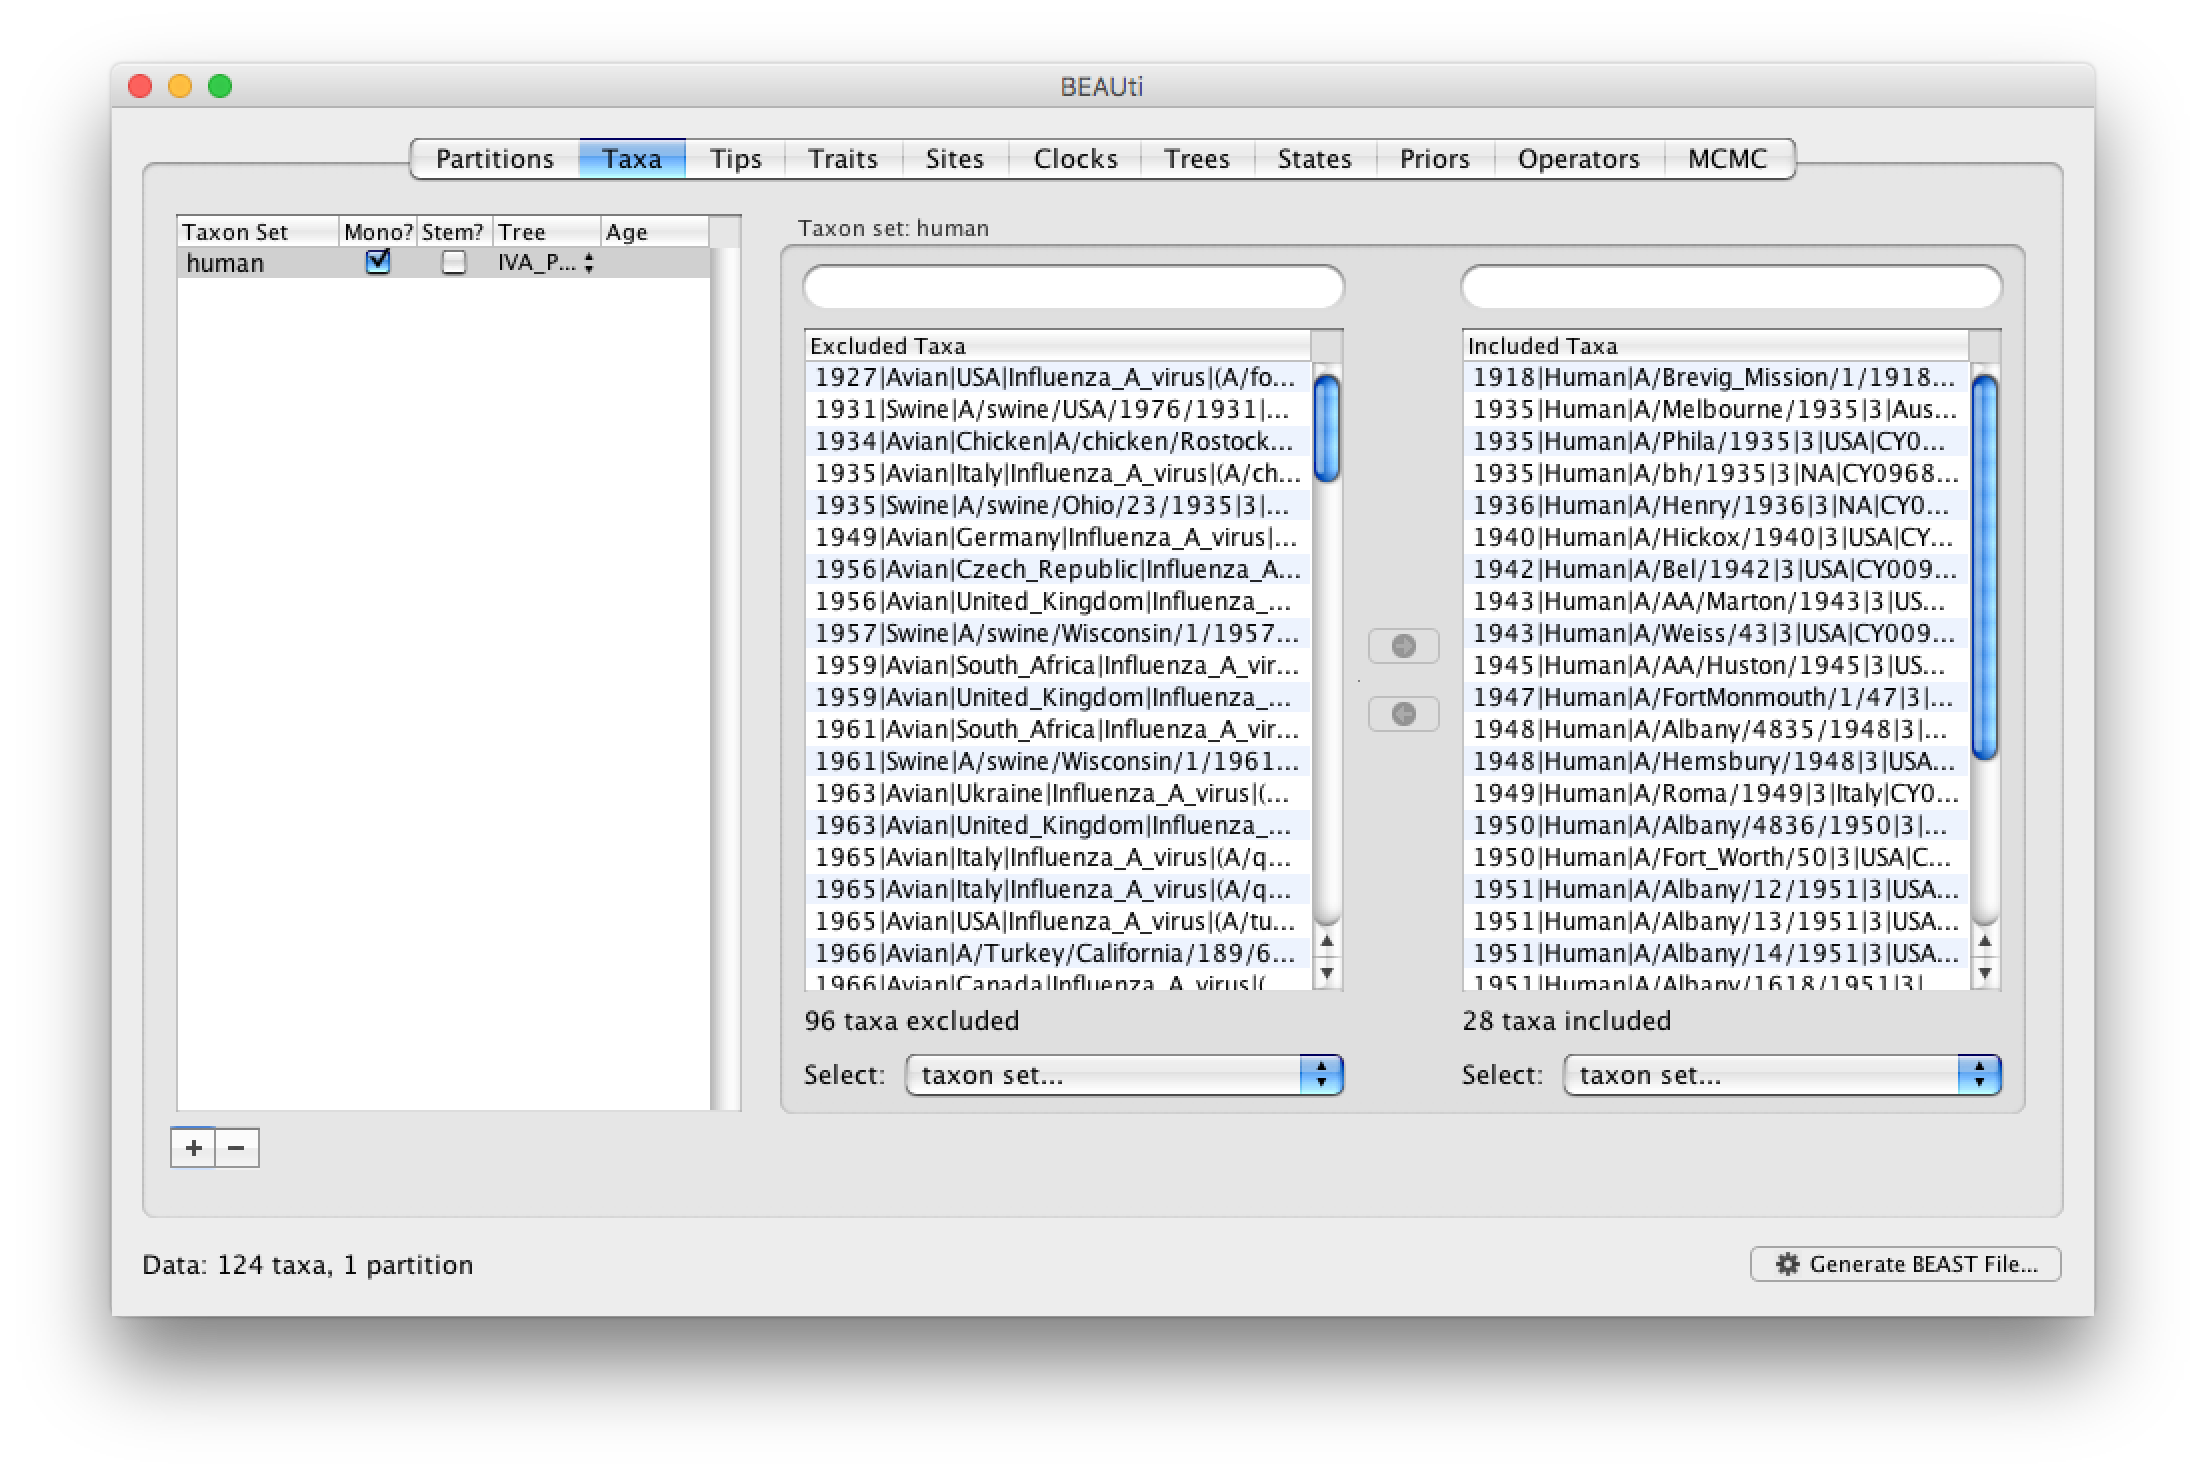 BEAUti
Partitions Taxa Tips Traits Sites Clocks Trees States Priors Operators MCMC
Taxon Set Mono? Stem? Tree Age
human IVA_P...
Taxon set: human
Excluded Taxa
1927|Avian|USA|Influenza_A_virus|(A/fo...
1931|Swine|A/swine/USA/1976/1931|...
1934|Avian|Chicken|A/chicken/Rostock...
1935|Avian|Italy|Influenza_A_virus|(A/ch...
1935|Swine|A/swine/Ohio/23/1935|3|...
1949|Avian|Germany|Influenza_A_virus|...
1956|Avian|Czech_Republic|Influenza_A...
1956|Avian|United_Kingdom|Influenza_...
1957|Swine|A/swine/Wisconsin/1/1957...
1959|Avian|South_Africa|Influenza_A_vir...
1959|Avian|United_Kingdom|Influenza_...
1961|Avian|South_Africa|Influenza_A_vir...
1961|Swine|A/swine/Wisconsin/1/1961...
1963|Avian|Ukraine|Influenza_A_virus|(...
1963|Avian|United_Kingdom|Influenza_...
1965|Avian|Italy|Influenza_A_virus|(A/q...
1965|Avian|Italy|Influenza_A_virus|(A/q...
1965|Avian|USA|Influenza_A_virus|(A/tu...
1966|Avian|A/Turkey/California/189/6...
1966|Avian|Canada|Influenza_A_virus|(
96 taxa excluded
Select: taxon set...
Included Taxa
1918|Human|A/Brevig_Mission/1/1918...
1935|Human|A/Melbourne/1935|3|Aus...
1935|Human|A/Phila/1935|3|USA|CY0...
1935|Human|A/bh/1935|3|NA|CY0968...
1936|Human|A/Henry/1936|3|NA|CY0...
1940|Human|A/Hickox/1940|3|USA|CY...
1942|Human|A/Bel/1942|3|USA|CY009...
1943|Human|A/AA/Marton/1943|3|US...
1943|Human|A/Weiss/43|3|USA|CY009...
1945|Human|A/AA/Huston/1945|3|US...
1947|Human|A/FortMonmouth/1/47|3|...
1948|Human|A/Albany/4835/1948|3|...
1948|Human|A/Hemsbury/1948|3|USA...
1949|Human|A/Roma/1949|3|Italy|CY0...
1950|Human|A/Albany/4836/1950|3|...
1950|Human|A/Fort_Worth/50|3|USA|C...
1951|Human|A/Albany/12/1951|3|USA...
1951|Human|A/Albany/13/1951|3|USA...
1951|Human|A/Albany/14/1951|3|USA...
1951|Human|A/Albany/1618/1951|3|
28 taxa included
Select: taxon set...
+ −
Data: 124 taxa, 1 partition
Generate BEAST File...